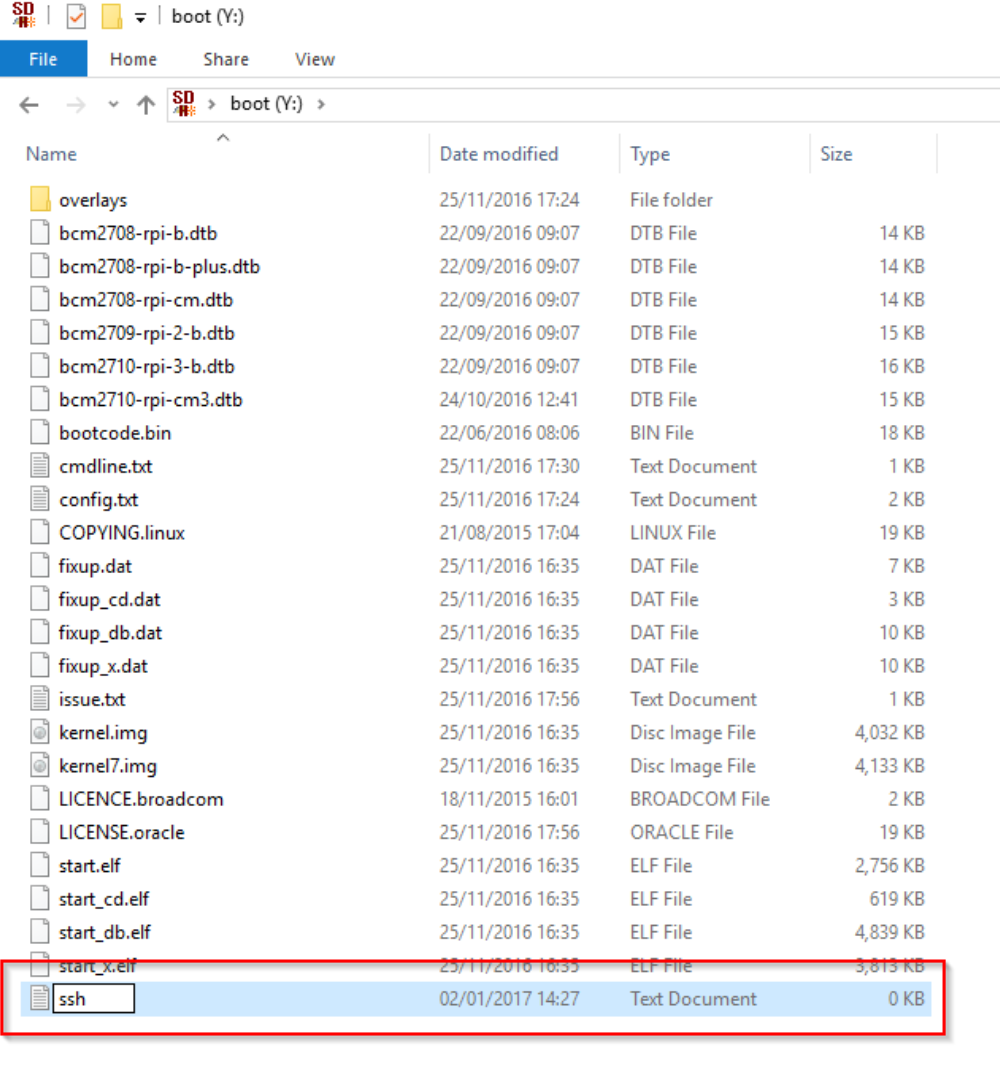 SD boot (Y:)
File Home Share View
SD boot (Y:)
Name Date modified Type Size
overlays 25/11/2016 17:24 File folder
bcm2708-rpi-b.dtb 22/09/2016 09:07 DTB File 14 KB
bcm2708-rpi-b-plus.dtb 22/09/2016 09:07 DTB File 14 KB
bcm2708-rpi-cm.dtb 22/09/2016 09:07 DTB File 14 KB
bcm2709-rpi-2-b.dtb 22/09/2016 09:07 DTB File 15 KB
bcm2710-rpi-3-b.dtb 22/09/2016 09:07 DTB File 16 KB
bcm2710-rpi-cm3.dtb 24/10/2016 12:41 DTB File 15 KB
bootcode.bin 22/06/2016 08:06 BIN File 18 KB
cmdline.txt 25/11/2016 17:30 Text Document 1 KB
config.txt 25/11/2016 17:24 Text Document 2 KB
COPYING.linux 21/08/2015 17:04 LINUX File 19 KB
fixup.dat 25/11/2016 16:35 DAT File 7 KB
fixup_cd.dat 25/11/2016 16:35 DAT File 3 KB
fixup_db.dat 25/11/2016 16:35 DAT File 10 KB
fixup_x.dat 25/11/2016 16:35 DAT File 10 KB
issue.txt 25/11/2016 17:56 Text Document 1 KB
kernel.img 25/11/2016 16:35 Disc Image File 4,032 KB
kernel7.img 25/11/2016 16:35 Disc Image File 4,133 KB
LICENCE.broadcom 18/11/2015 16:01 BROADCOM File 2 KB
LICENSE.oracle 25/11/2016 17:56 ORACLE File 19 KB
start.elf 25/11/2016 16:35 ELF File 2,756 KB
start_cd.elf 25/11/2016 16:35 ELF File 619 KB
start_db.elf 25/11/2016 16:35 ELF File 4,839 KB
start_x.elf 25/11/2016 16:35 ELF File 3,813 KB
ssh 02/01/2017 14:27 Text Document 0 KB